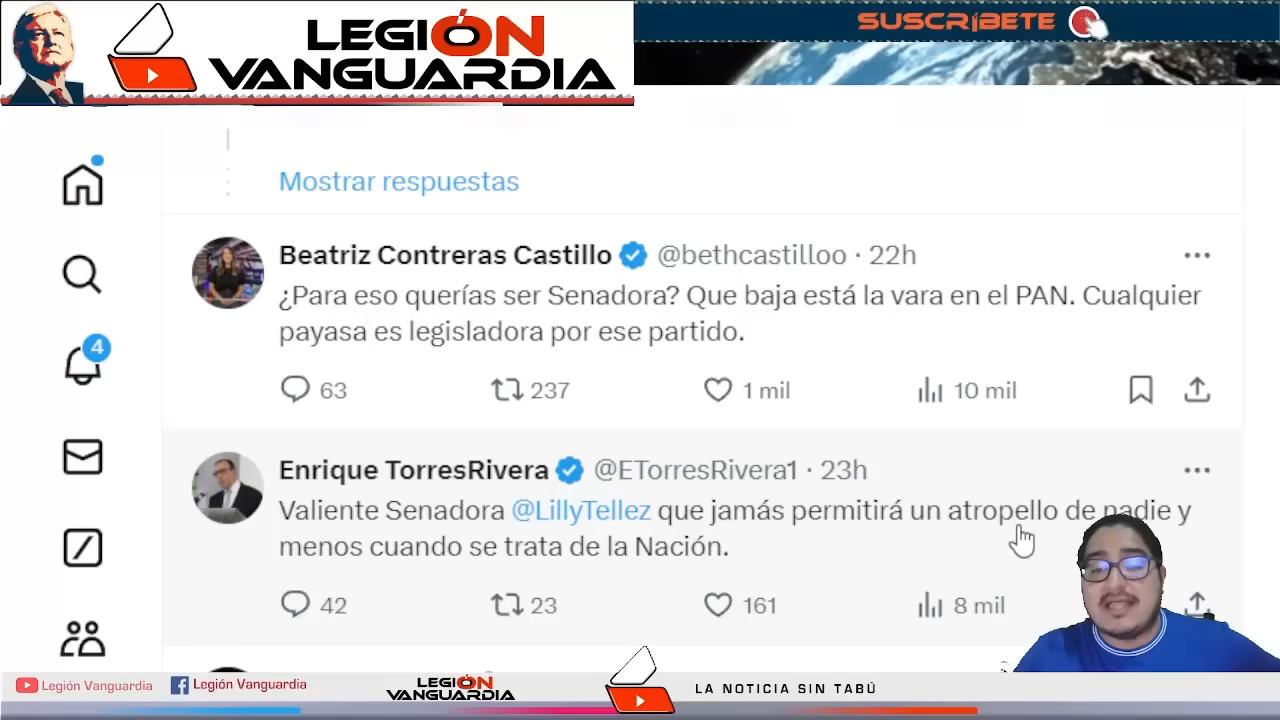 LEGIÓN
VANGUARDIA
SUSCRÍBETE
Mostrar respuestas
Beatriz Contreras Castillo @bethcastilloo · 22h
¿Para eso querías ser Senadora? Que baja está la vara en el PAN. Cualquier
payasa es legisladora por ese partido.
63 237 1 mil 10 mil
4
Enrique TorresRivera @ETorresRivera1 · 23h
Valiente Senadora @LillyTellez que jamás permitirá un atropello de nadie y
menos cuando se trata de la Nación.
42 23 161 8 mil
Legión Vanguardia
Legión Vanguardia
LEGIÓN
VANGUARDIA
LA NOTICIA SIN TABÚ